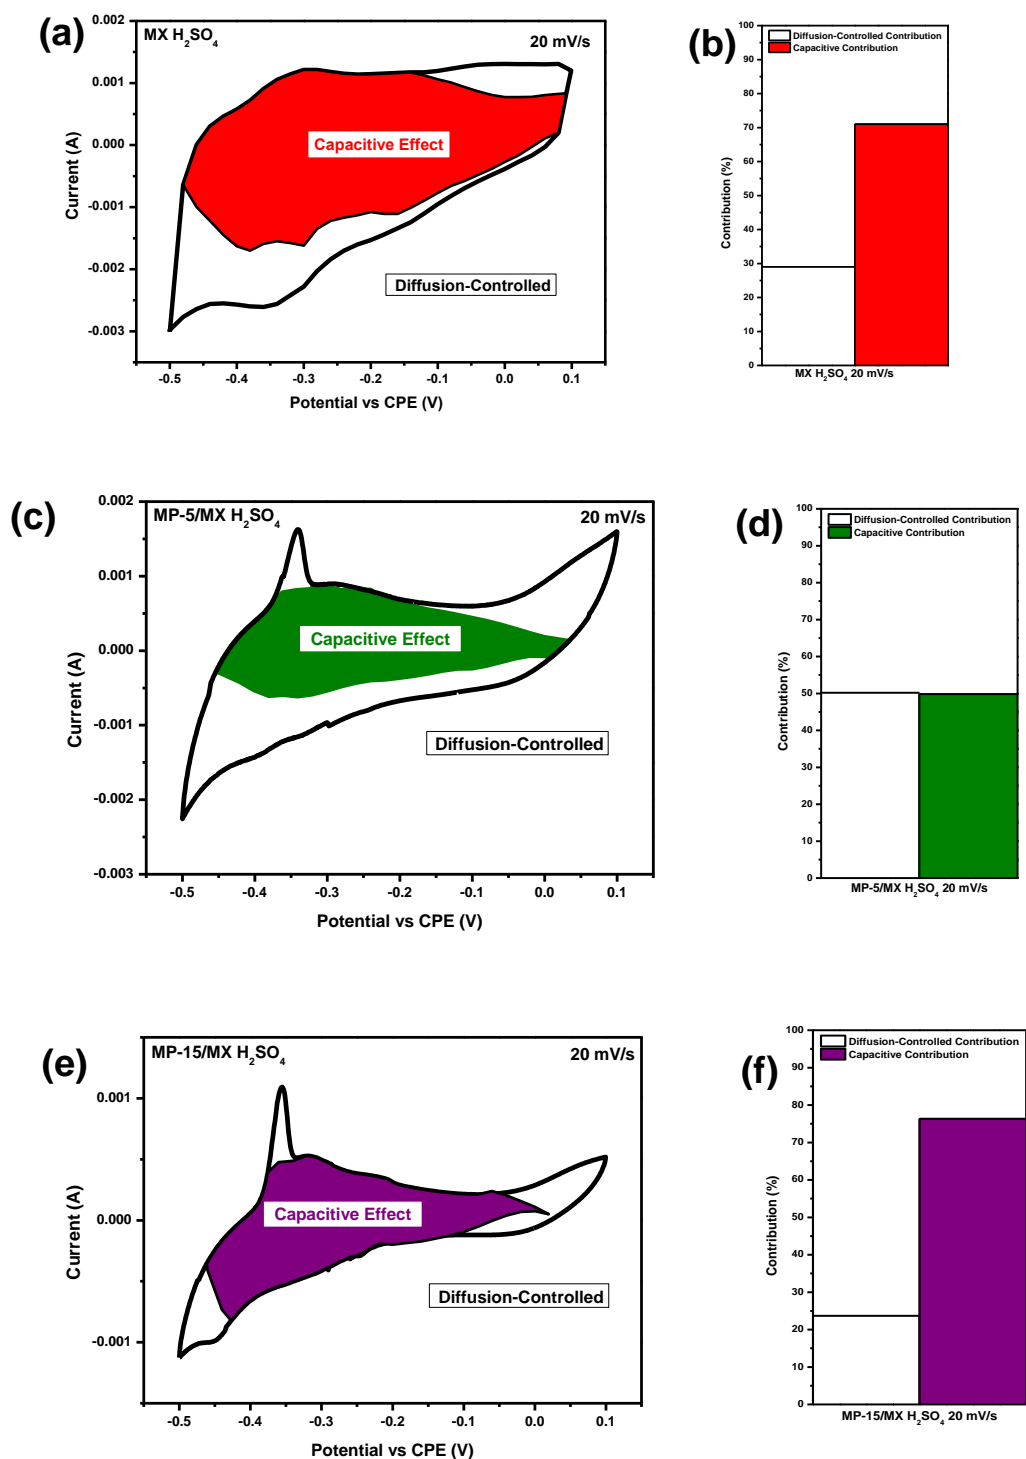 (a)
MX H₂SO₄
20 mV/s
0.002
0.001
0.000
-0.001
-0.002
-0.003
Current (A)
Capacitive Effect
Diffusion-Controlled
-0.5 -0.4 -0.3 -0.2 -0.1 0.0 0.1
Potential vs CPE (V)
(b)
Diffusion-Controlled Contribution
Capacitive Contribution
100
90
80
70
60
50
40
30
20
10
0
Contribution (%)
MX H₂SO₄ 20 mV/s
(c)
MP-5/MX H₂SO₄
20 mV/s
0.002
0.001
0.000
-0.001
-0.002
-0.003
Current (A)
Capacitive Effect
Diffusion-Controlled
-0.5 -0.4 -0.3 -0.2 -0.1 0.0 0.1
Potential vs CPE (V)
(d)
Diffusion-Controlled Contribution
Capacitive Contribution
100
90
80
70
60
50
40
30
20
10
0
Contribution (%)
MP-5/MX H₂SO₄ 20 mV/s
(e)
MP-15/MX H₂SO₄
20 mV/s
0.001
0.000
-0.001
Current (A)
Capacitive Effect
Diffusion-Controlled
-0.5 -0.4 -0.3 -0.2 -0.1 0.0 0.1
Potential vs CPE (V)
(f)
Diffusion-Controlled Contribution
Capacitive Contribution
100
90
80
70
60
50
40
30
20
10
0
Contribution (%)
MP-15/MX H₂SO₄ 20 mV/s